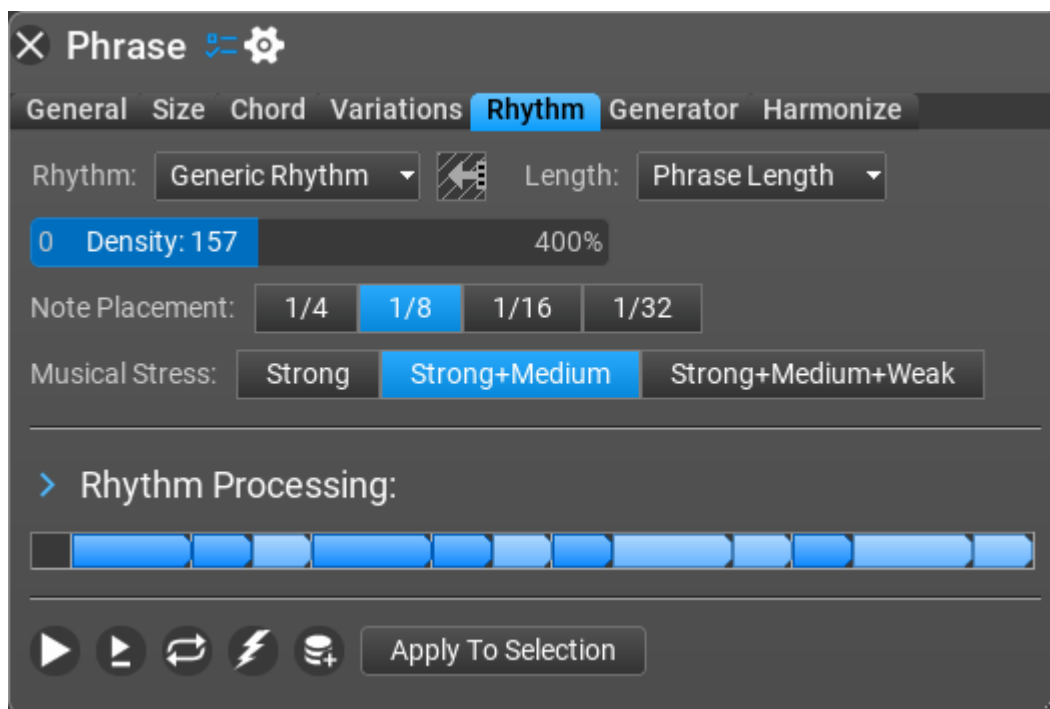 Phrase
General Size Chord Variations Rhythm Generator Harmonize
Rhythm: Generic Rhythm Length: Phrase Length
0 Density: 157 400%
Note Placement: 1/4 1/8 1/16 1/32
Musical Stress: Strong Strong+Medium Strong+Medium+Weak
Rhythm Processing:
Apply To Selection